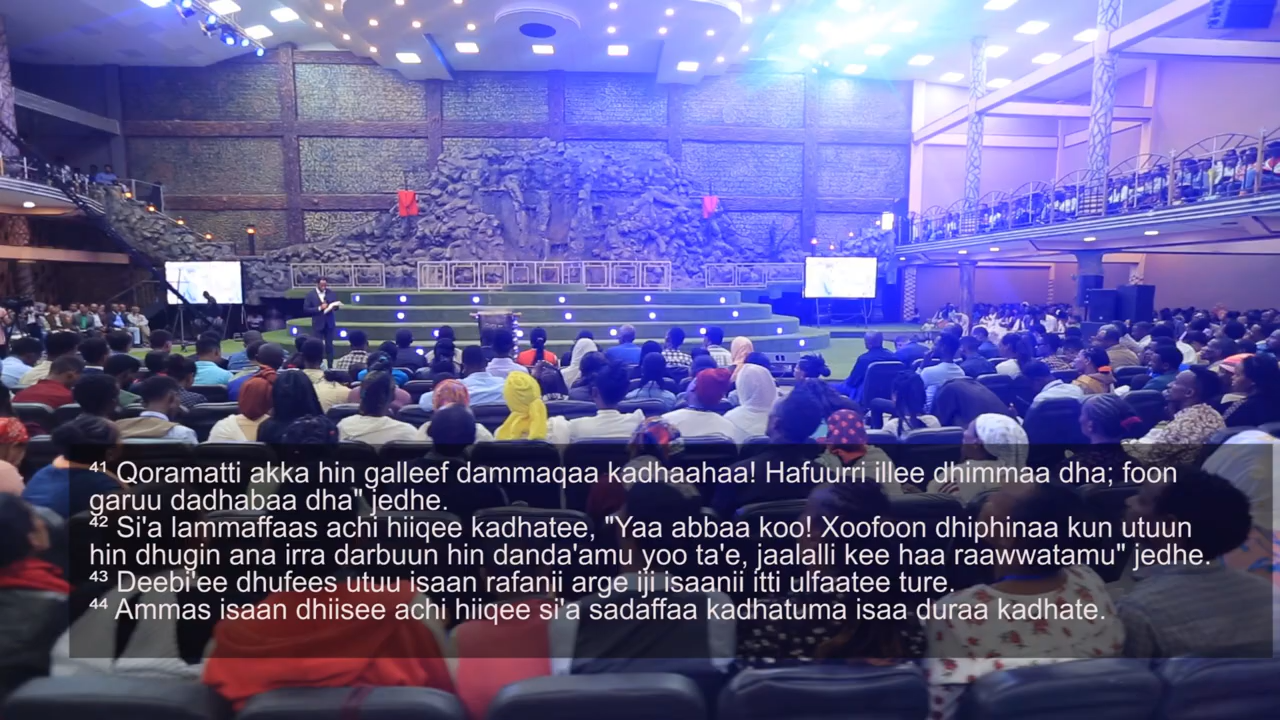 ⁴¹ Qoramatti akka hin galleef dammaqaa kadhaahaa! Hafuurri illee dhimmaa dha; foon
garuu dadhabaa dha" jedhe.
⁴² Si'a lammaffaas achi hiiqee kadhatee, "Yaa abbaa koo! Xoofoon dhiphinaa kun utuun
hin dhugin ana irra darbuun hin danda'amu yoo ta'e, jaalalli kee haa raawwatamu" jedhe.
⁴³ Deebi'ee dhufees utuu isaan rafanii arge iji isaanii itti ulfaatee ture.
⁴⁴ Ammas isaan dhiisee achi hiiqee si'a sadaffaa kadhatuma isaa duraa kadhate.